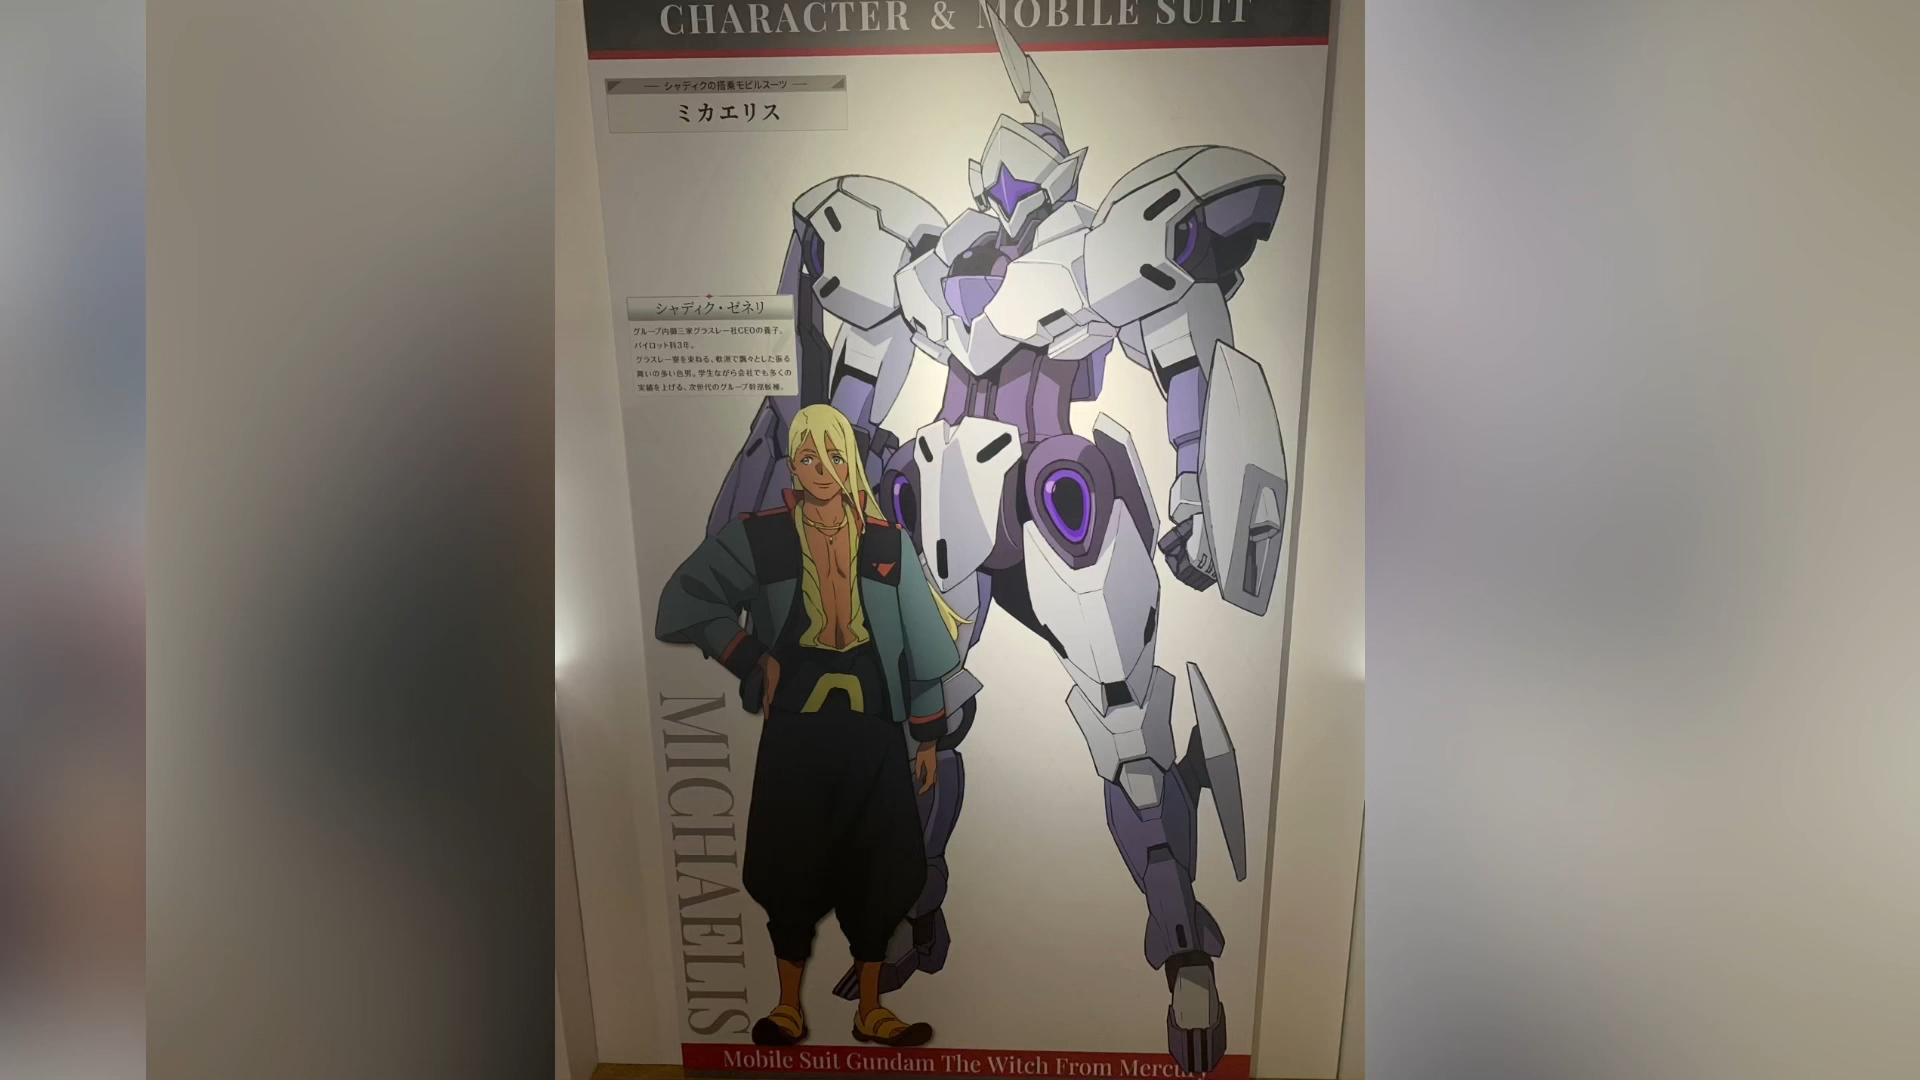 CHARACTER & MOBILE SUIT
シャディクの搭乗モビルスーツ
ミカエリス
シャディク・ゼネリ
グループ内御三家グラスレー社CEOの養子。
パイロット科3年。
グラスレー寮を束ねる、軟派で飄々とした振る
舞いの多い色男。学生ながら会社でも多くの
実績を上げる、次世代のグループ幹部候補。
MICHAELIS
Mobile Suit Gundam The Witch From Mercury